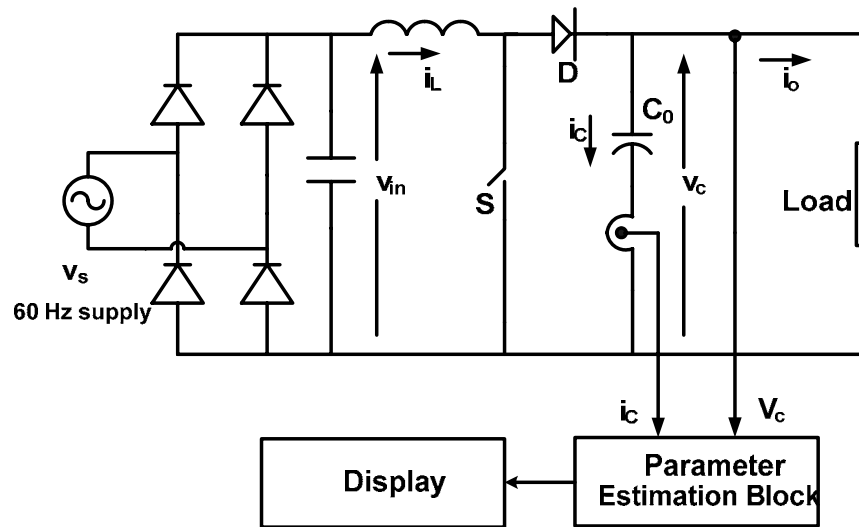 D
i_L
i_o
C_0
i_C
v_in
v_c
S
Load
v_s
60 Hz supply
i_C
V_c
Display
Parameter
Estimation Block